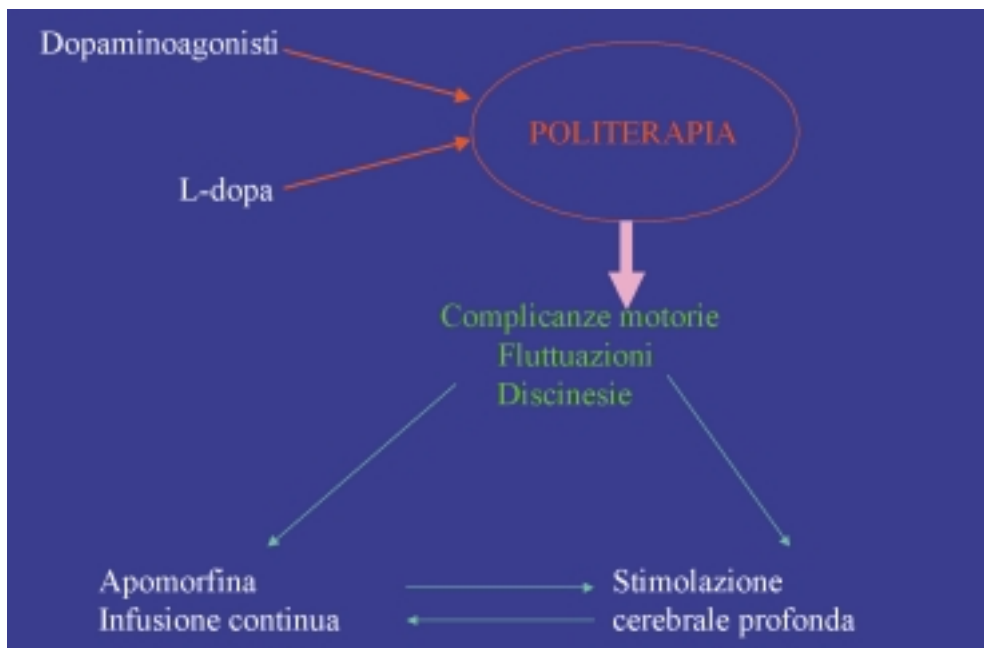 Dopaminoagonisti
POLITERAPIA
L-dopa
Complicanze motorie
Fluttuazioni
Discinesie
Apomorfina
Infusione continua
Stimolazione
cerebrale profonda